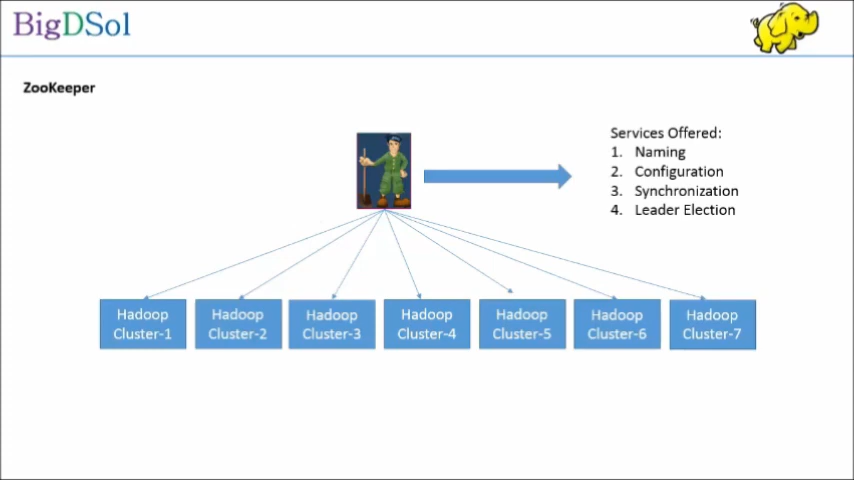 BigDSol
ZooKeeper
Services Offered:
1. Naming
2. Configuration
3. Synchronization
4. Leader Election
Hadoop
Cluster-1
Hadoop
Cluster-2
Hadoop
Cluster-3
Hadoop
Cluster-4
Hadoop
Cluster-5
Hadoop
Cluster-6
Hadoop
Cluster-7